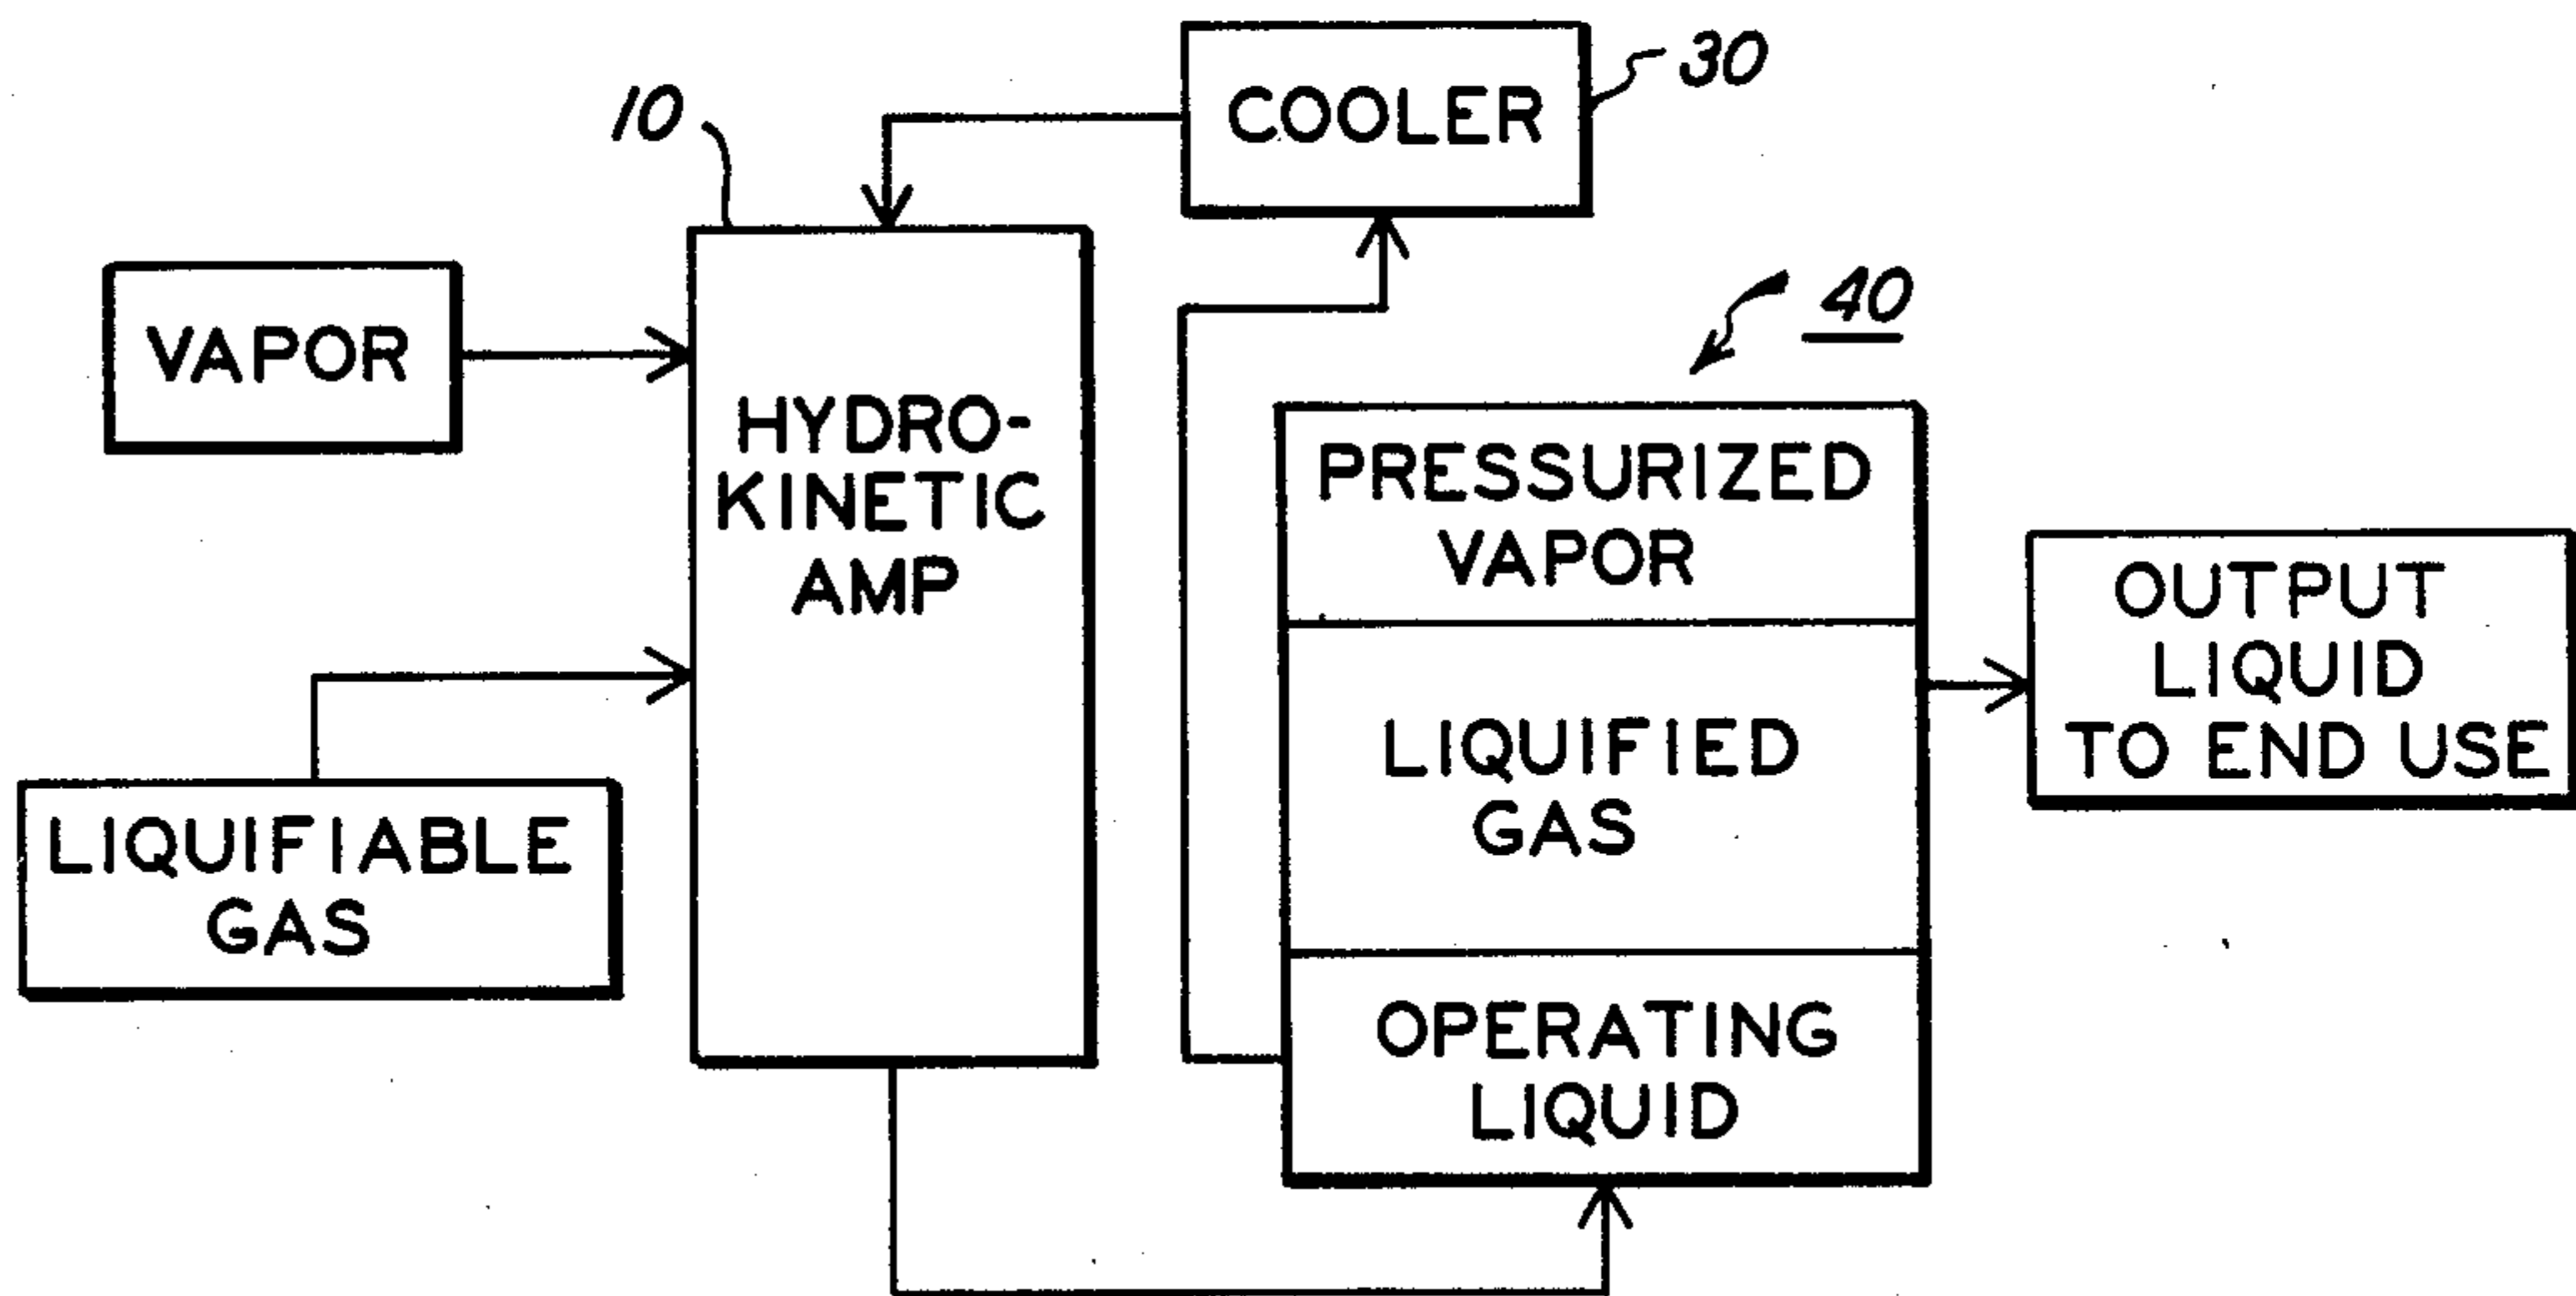 10
COOLER
30
VAPOR
HYDRO-
KINETIC
AMP
40
PRESSURIZED
VAPOR
LIQUIFIED
GAS
OPERATING
LIQUID
OUTPUT
LIQUID
TO END USE
LIQUIFIABLE
GAS